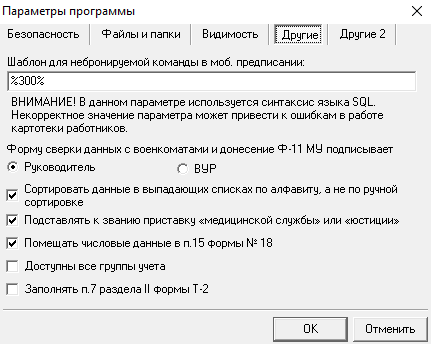 Параметры программы
Безопасность Файлы и папки Видимость Другие Другие 2
Шаблон для небронируемой команды в моб. предписании:
%300%
ВНИМАНИЕ! В данном параметре используется синтаксис языка SQL.
Некорректное значение параметра может привести к ошибкам в работе
картотеки работников.
Форму сверки данных с военкоматами и донесение Ф-11 МУ подписывает
Руководитель ВУР
Сортировать данные в выпадающих списках по алфавиту, а не по ручной
сортировке
Подставлять к званию приставку «медицинской службы» или «юстиции»
Помещать числовые данные в п.15 формы № 18
Доступны все группы учета
Заполнять п.7 раздела II формы Т-2
OK Отменить